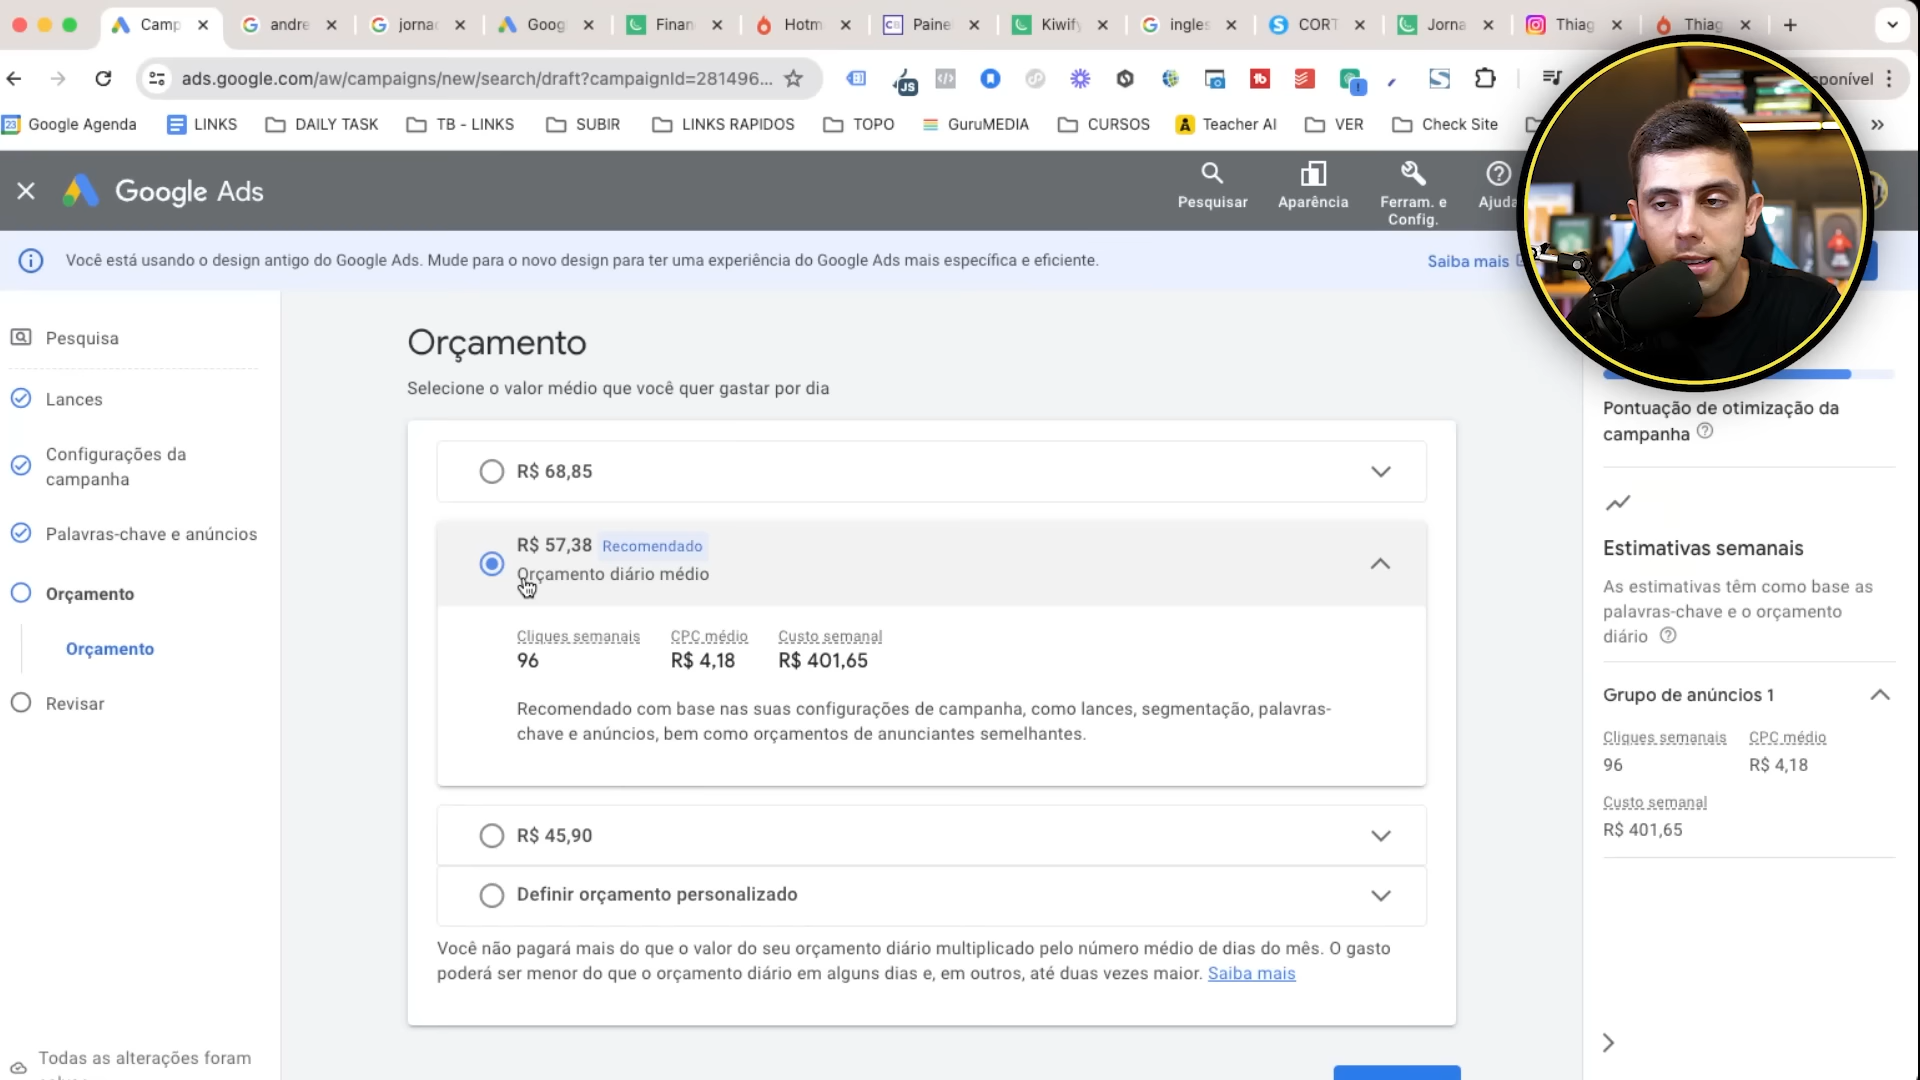 Camp
andre
jorna
Goog
Finan
Hotm
Paine
Kiwify
ingles
CORT
Jorna
Thiag
Thiag
ads.google.com/aw/campaigns/new/search/draft?campaignId=281496...
Google Agenda
LINKS
DAILY TASK
TB - LINKS
SUBIR
LINKS RAPIDOS
TOPO
GuruMEDIA
CURSOS
Teacher AI
VER
Check Site
Google Ads
Pesquisar
Aparência
Ferram. e
Config.
Ajuda
Você está usando o design antigo do Google Ads. Mude para o novo design para ter uma experiência do Google Ads mais específica e eficiente.
Saiba mais
Pesquisa
Lances
Configurações da
campanha
Palavras-chave e anúncios
Orçamento
Orçamento
Revisar
Todas as alterações foram
Orçamento
Selecione o valor médio que você quer gastar por dia
R$ 68,85
R$ 57,38 Recomendado
Orçamento diário médio
Cliques semanais CPC médio Custo semanal
96 R$ 4,18 R$ 401,65
Recomendado com base nas suas configurações de campanha, como lances, segmentação, palavras-
chave e anúncios, bem como orçamentos de anunciantes semelhantes.
R$ 45,90
Definir orçamento personalizado
Você não pagará mais do que o valor do seu orçamento diário multiplicado pelo número médio de dias do mês. O gasto
poderá ser menor do que o orçamento diário em alguns dias e, em outros, até duas vezes maior. Saiba mais
Pontuação de otimização da
campanha
Estimativas semanais
As estimativas têm como base as
palavras-chave e o orçamento
diário
Grupo de anúncios 1
Cliques semanais CPC médio
96 R$ 4,18
Custo semanal
R$ 401,65